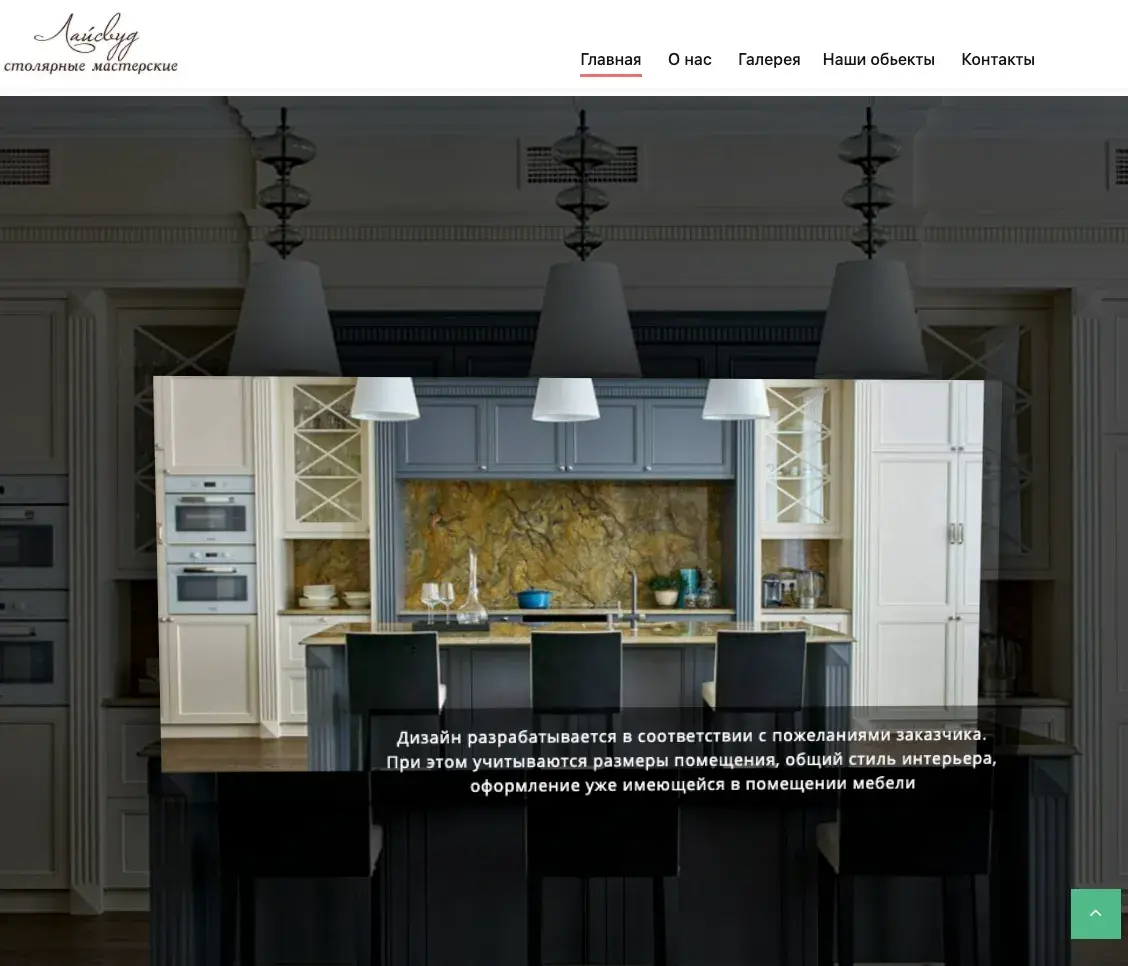 Лайсвуд
столярные мастерские
Главная О нас Галерея Наши обьекты Контакты
Дизайн разрабатывается в соответствии с пожеланиями заказчика.
При этом учитываются размеры помещения, общий стиль интерьера,
оформление уже имеющейся в помещении мебели